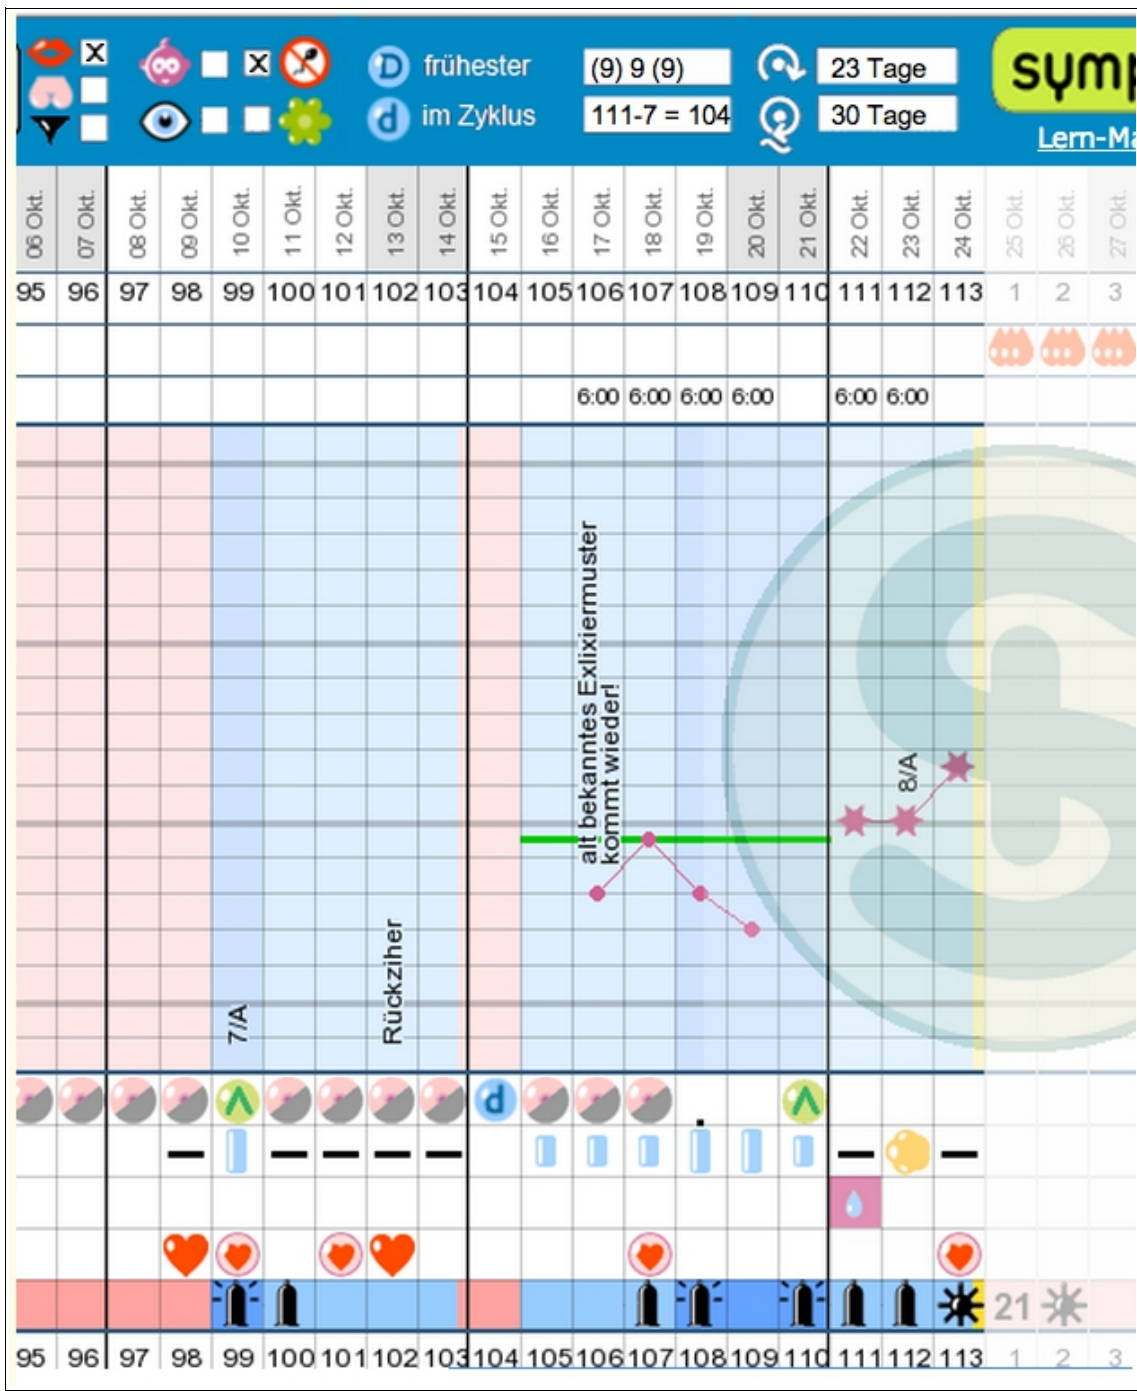 X
X
D
frühester
(9) 9 (9)
23 Tage
symp
d
im Zyklus
111-7 = 104
30 Tage
Lern-Ma
06 Okt. 07 Okt. 08 Okt. 09 Okt. 10 Okt. 11 Okt. 12 Okt. 13 Okt. 14 Okt. 15 Okt. 16 Okt. 17 Okt. 18 Okt. 19 Okt. 20 Okt. 21 Okt. 22 Okt. 23 Okt. 24 Okt. 25 Okt. 26 Okt. 27 Okt.
95 96 97 98 99 100 101 102 103 104 105 106 107 108 109 110 111 112 113 1 2 3
6:00 6:00 6:00 6:00 6:00 6:00
alt bekanntes Exlixiermuster
kommt wieder!
8/A
Rückziher
7/A
d
21
95 96 97 98 99 100 101 102 103 104 105 106 107 108 109 110 111 112 113 1 2 3